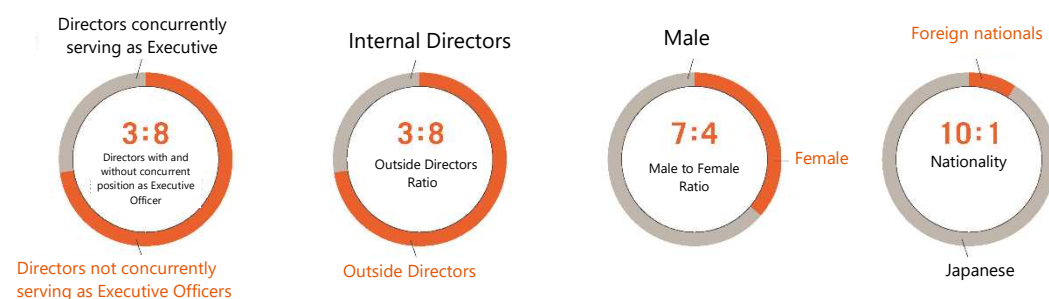 Directors concurrently
serving as Executive
3:8
Directors with and
without concurrent
position as Executive
Officer
Directors not concurrently
serving as Executive Officers
Internal Directors
3:8
Outside Directors
Ratio
Outside Directors
Male
7:4
Male to Female
Ratio
Female
Foreign nationals
10:1
Nationality
Japanese